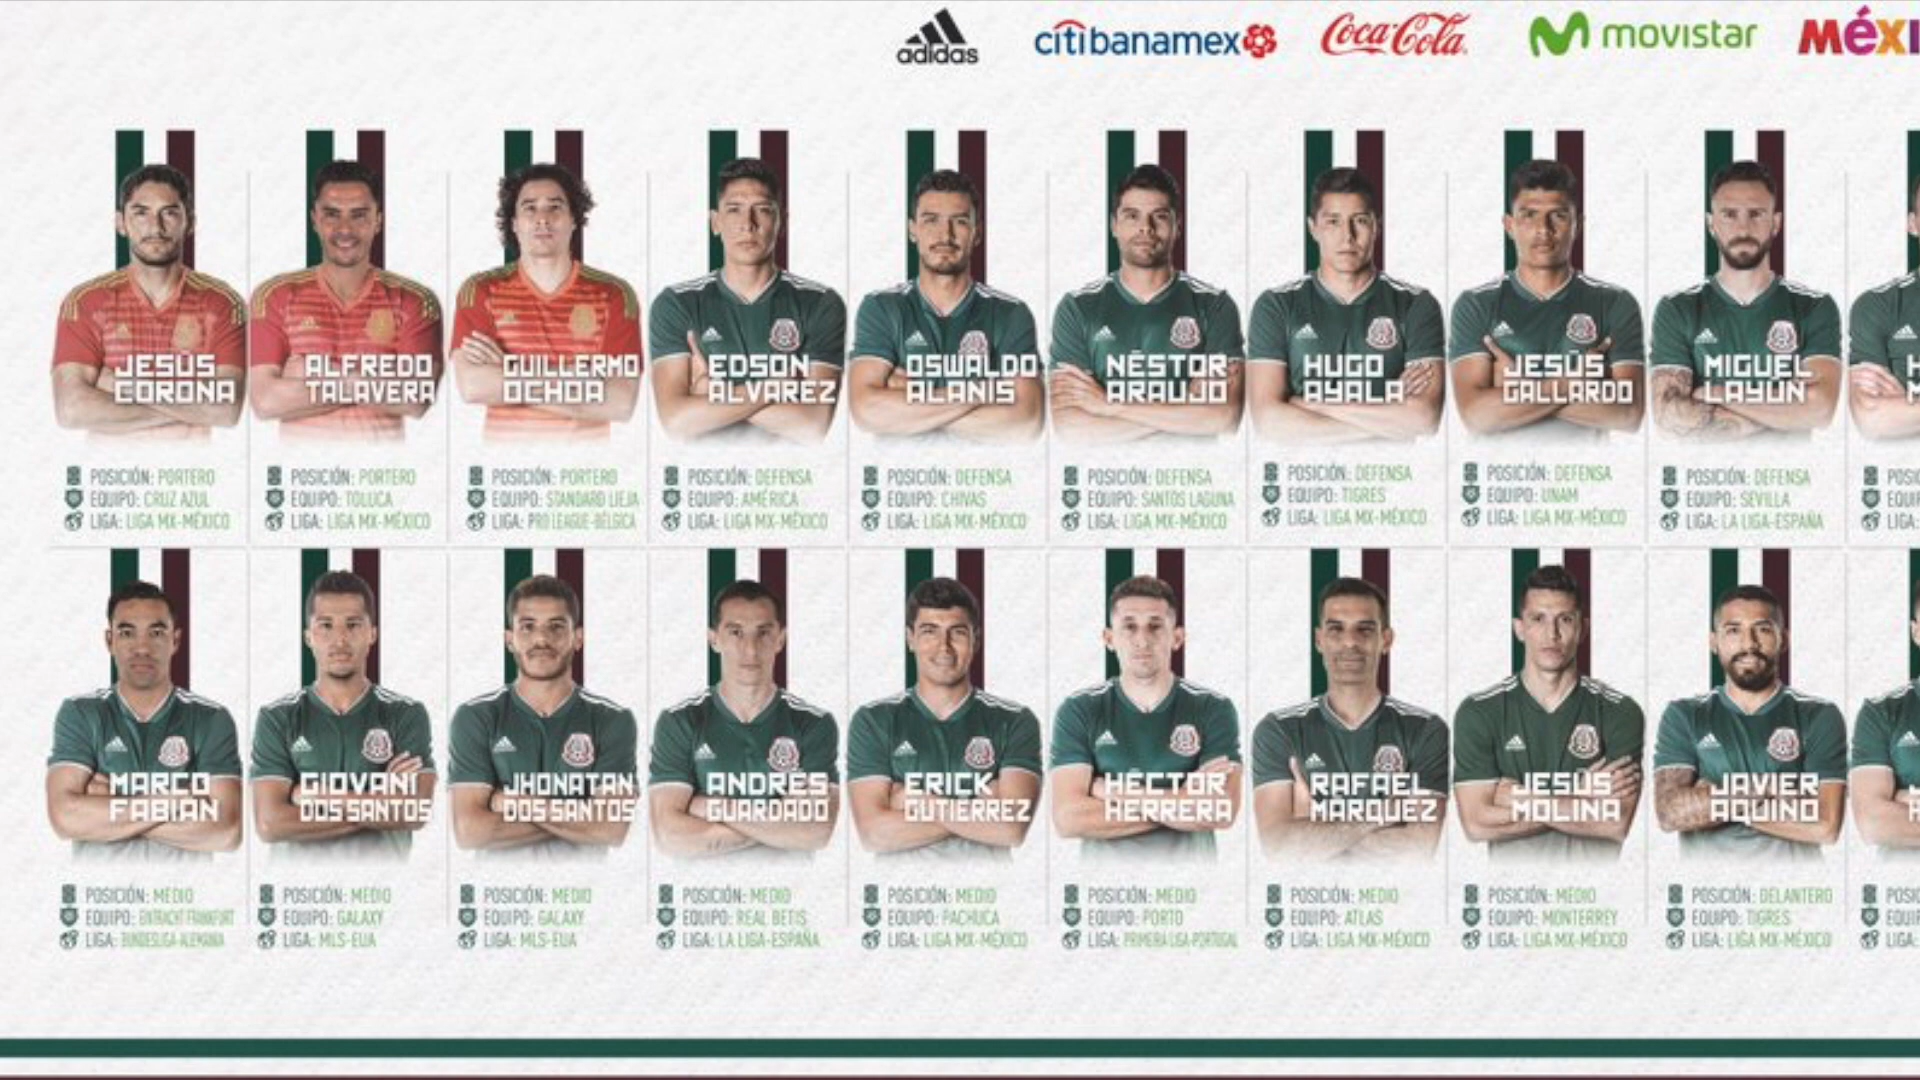 adidas
citibanamex
Coca-Cola
movistar
MÉXI
JESÚS
CORONA
POSICIÓN: PORTERO
EQUIPO: CRUZ AZUL
LIGA: LIGA MX-MÉXICO
ALFREDO
TALAVERA
POSICIÓN: PORTERO
EQUIPO: TOLUCA
LIGA: LIGA MX-MÉXICO
GUILLERMO
OCHOA
POSICIÓN: PORTERO
EQUIPO: STANDARD LIEJA
LIGA: PRO LEAGUE-BÉLGICA
EDSON
ÁLVAREZ
POSICIÓN: DEFENSA
EQUIPO: AMÉRICA
LIGA: LIGA MX-MÉXICO
OSWALDO
ALANÍS
POSICIÓN: DEFENSA
EQUIPO: CHIVAS
LIGA: LIGA MX-MÉXICO
NÉSTOR
ARAUJO
POSICIÓN: DEFENSA
EQUIPO: SANTOS LAGUNA
LIGA: LIGA MX-MÉXICO
HUGO
AYALA
POSICIÓN: DEFENSA
EQUIPO: TIGRES
LIGA: LIGA MX-MÉXICO
JESÚS
GALLARDO
POSICIÓN: DEFENSA
EQUIPO: UNAM
LIGA: LIGA MX-MÉXICO
MIGUEL
LAYÚN
POSICIÓN: DEFENSA
EQUIPO: SEVILLA
LIGA: LA LIGA-ESPAÑA
H
M
POSIC
EQUIP
LIGA:
MARCO
FABIÁN
POSICIÓN: MEDIO
EQUIPO: EINTRACHT FRANKFURT
LIGA: BUNDESLIGA-ALEMANIA
GIOVANI
DOS SANTOS
POSICIÓN: MEDIO
EQUIPO: GALAXY
LIGA: MLS-EUA
JHONATAN
DOS SANTOS
POSICIÓN: MEDIO
EQUIPO: GALAXY
LIGA: MLS-EUA
ANDRÉS
GUARDADO
POSICIÓN: MEDIO
EQUIPO: REAL BETIS
LIGA: LA LIGA-ESPAÑA
ERICK
GUTIÉRREZ
POSICIÓN: MEDIO
EQUIPO: PACHUCA
LIGA: LIGA MX-MÉXICO
HÉCTOR
HERRERA
POSICIÓN: MEDIO
EQUIPO: PORTO
LIGA: PRIMEIRA LIGA-PORTUGAL
RAFAEL
MÁRQUEZ
POSICIÓN: MEDIO
EQUIPO: ATLAS
LIGA: LIGA MX-MÉXICO
JESÚS
MOLINA
POSICIÓN: MEDIO
EQUIPO: MONTERREY
LIGA: LIGA MX-MÉXICO
JAVIER
AQUINO
POSICIÓN: DELANTERO
EQUIPO: TIGRES
LIGA: LIGA MX-MÉXICO
POSIC
EQUIP
LIGA: